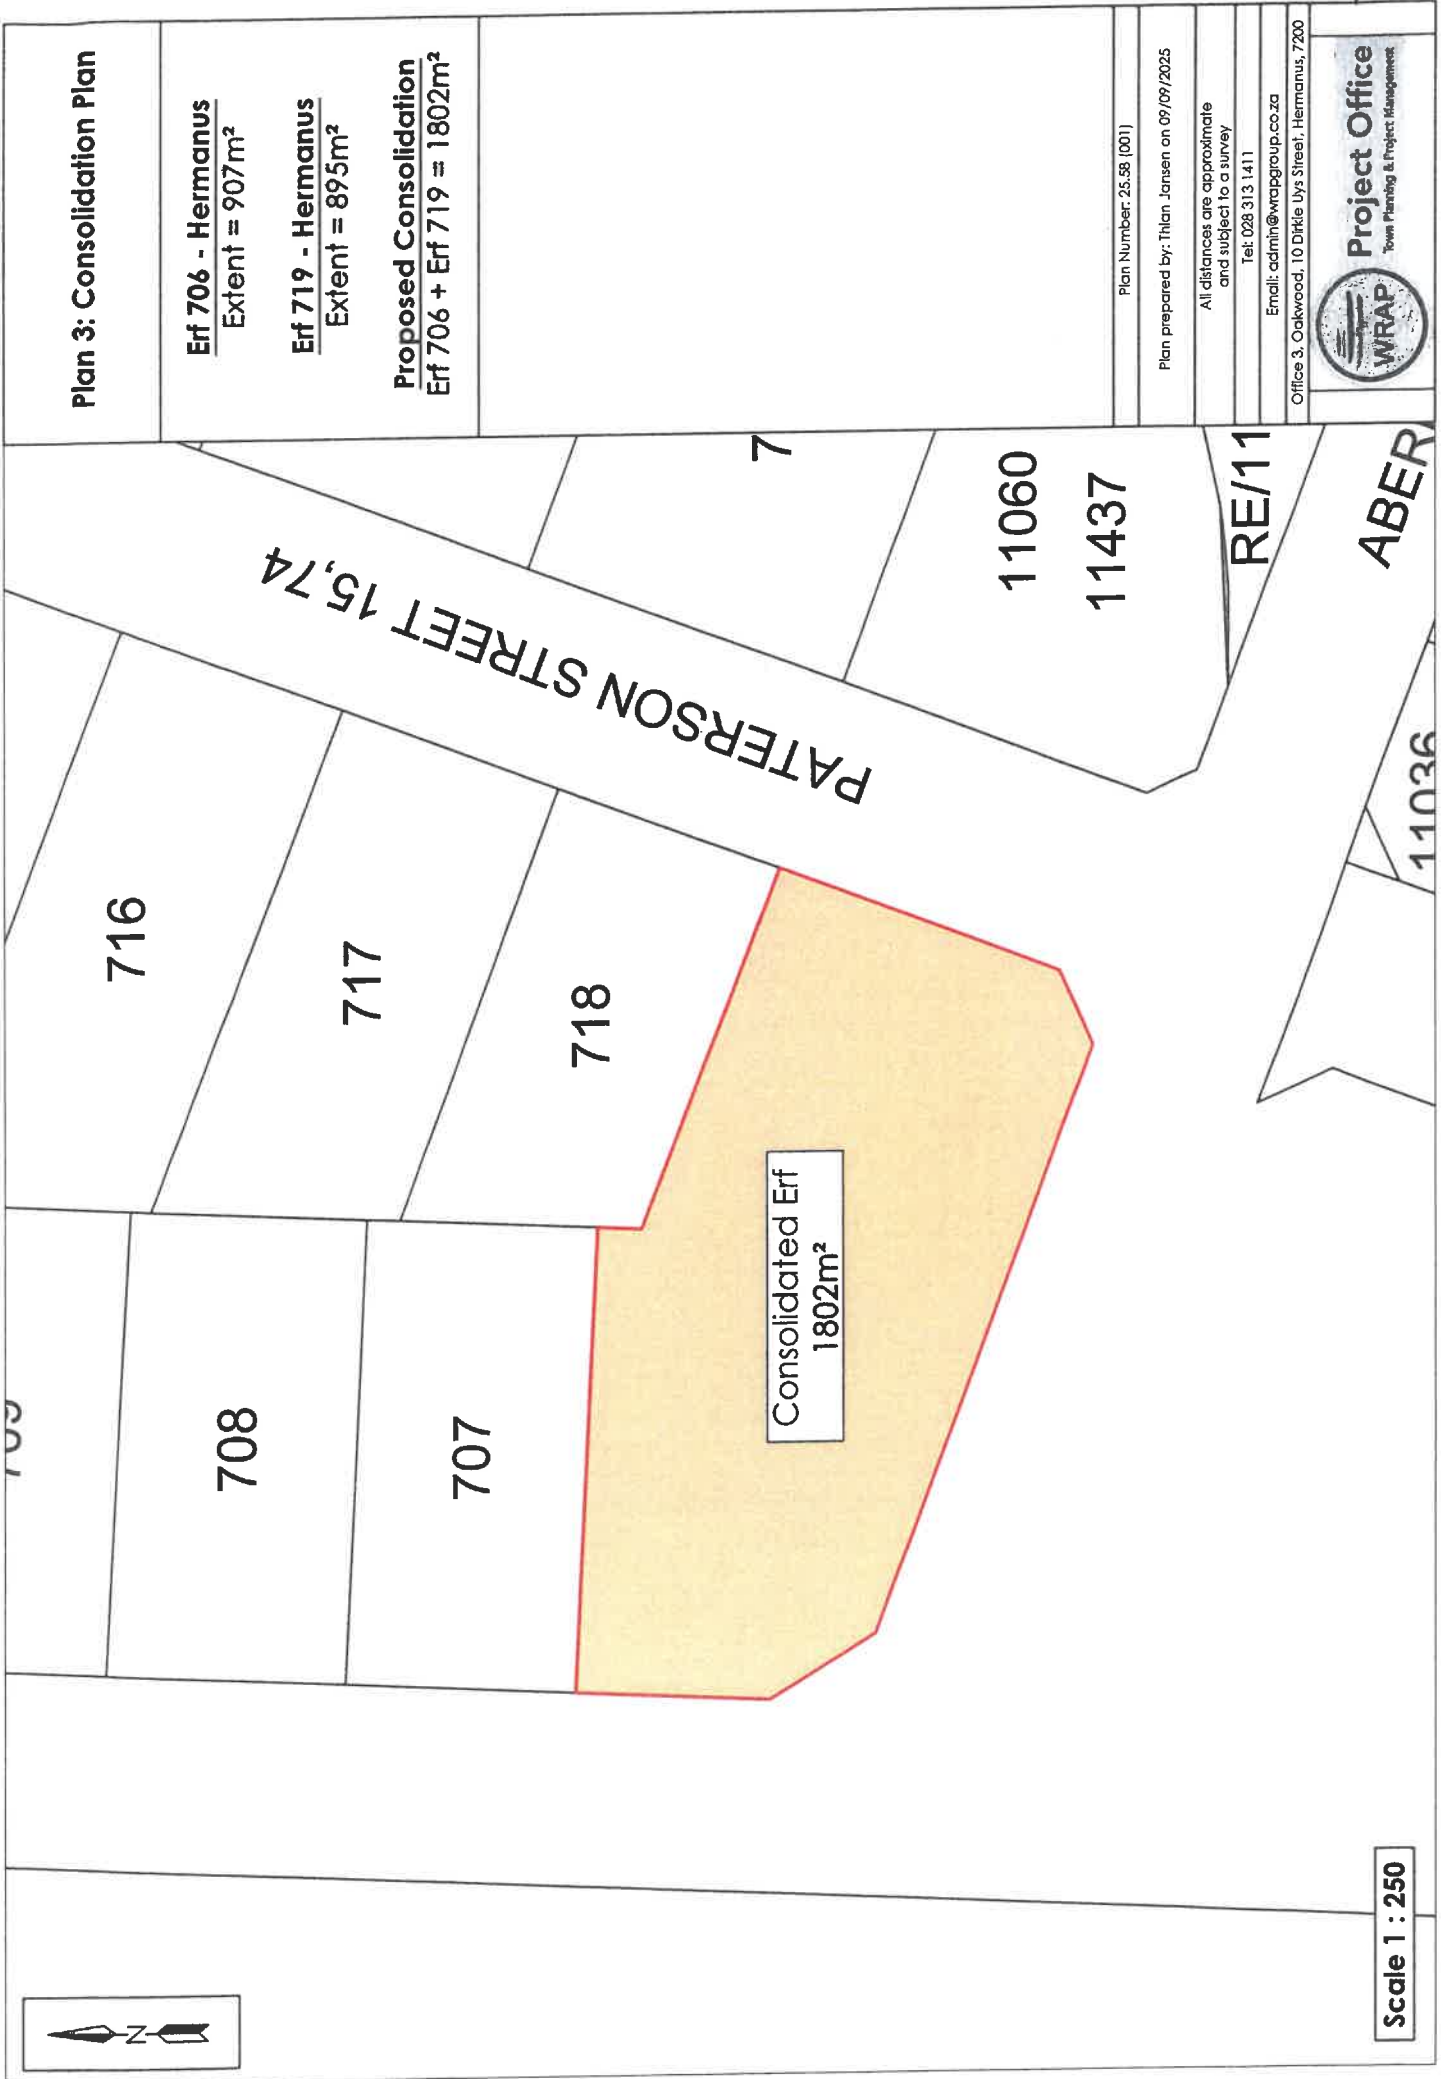 Plan 3: Consolidation Plan
Erf 706 - Hermanus
Extent = 907m²
Erf 719 - Hermanus
Extent = 895m²
Proposed Consolidation
Erf 706 + Erf 719 = 1802m²
Plan Number: 25.58 (001)
Plan prepared by: Thian Jansen on 09/09/2025
All distances are approximate
and subject to a survey
Tel: 028 313 1411
Email: admin@wrapgroup.co.za
Office 3, Oakwood, 10 Dirkie Uys Street, Hermanus, 7200
WRAP
Project Office
Town Planning & Project Management
N
708
707
716
717
718
PATERSON STREET 15,74
7
11060
11437
RE/11
ABER
11036
Consolidated Erf
1802m²
Scale 1 : 250